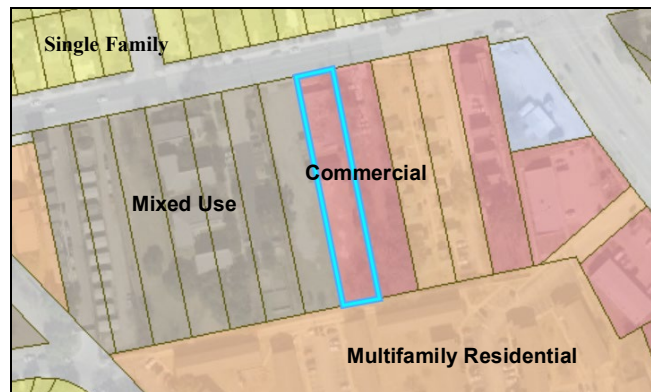 Single Family
Commercial
Mixed Use
Multifamily Residential